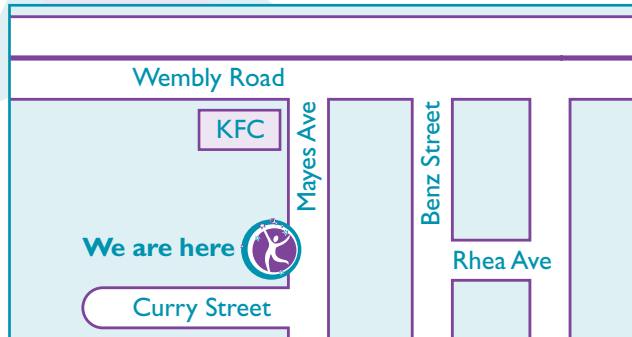 Wembly Road
KFC
Mayes Ave
Benz Street
We are here
Rhea Ave
Curry Street